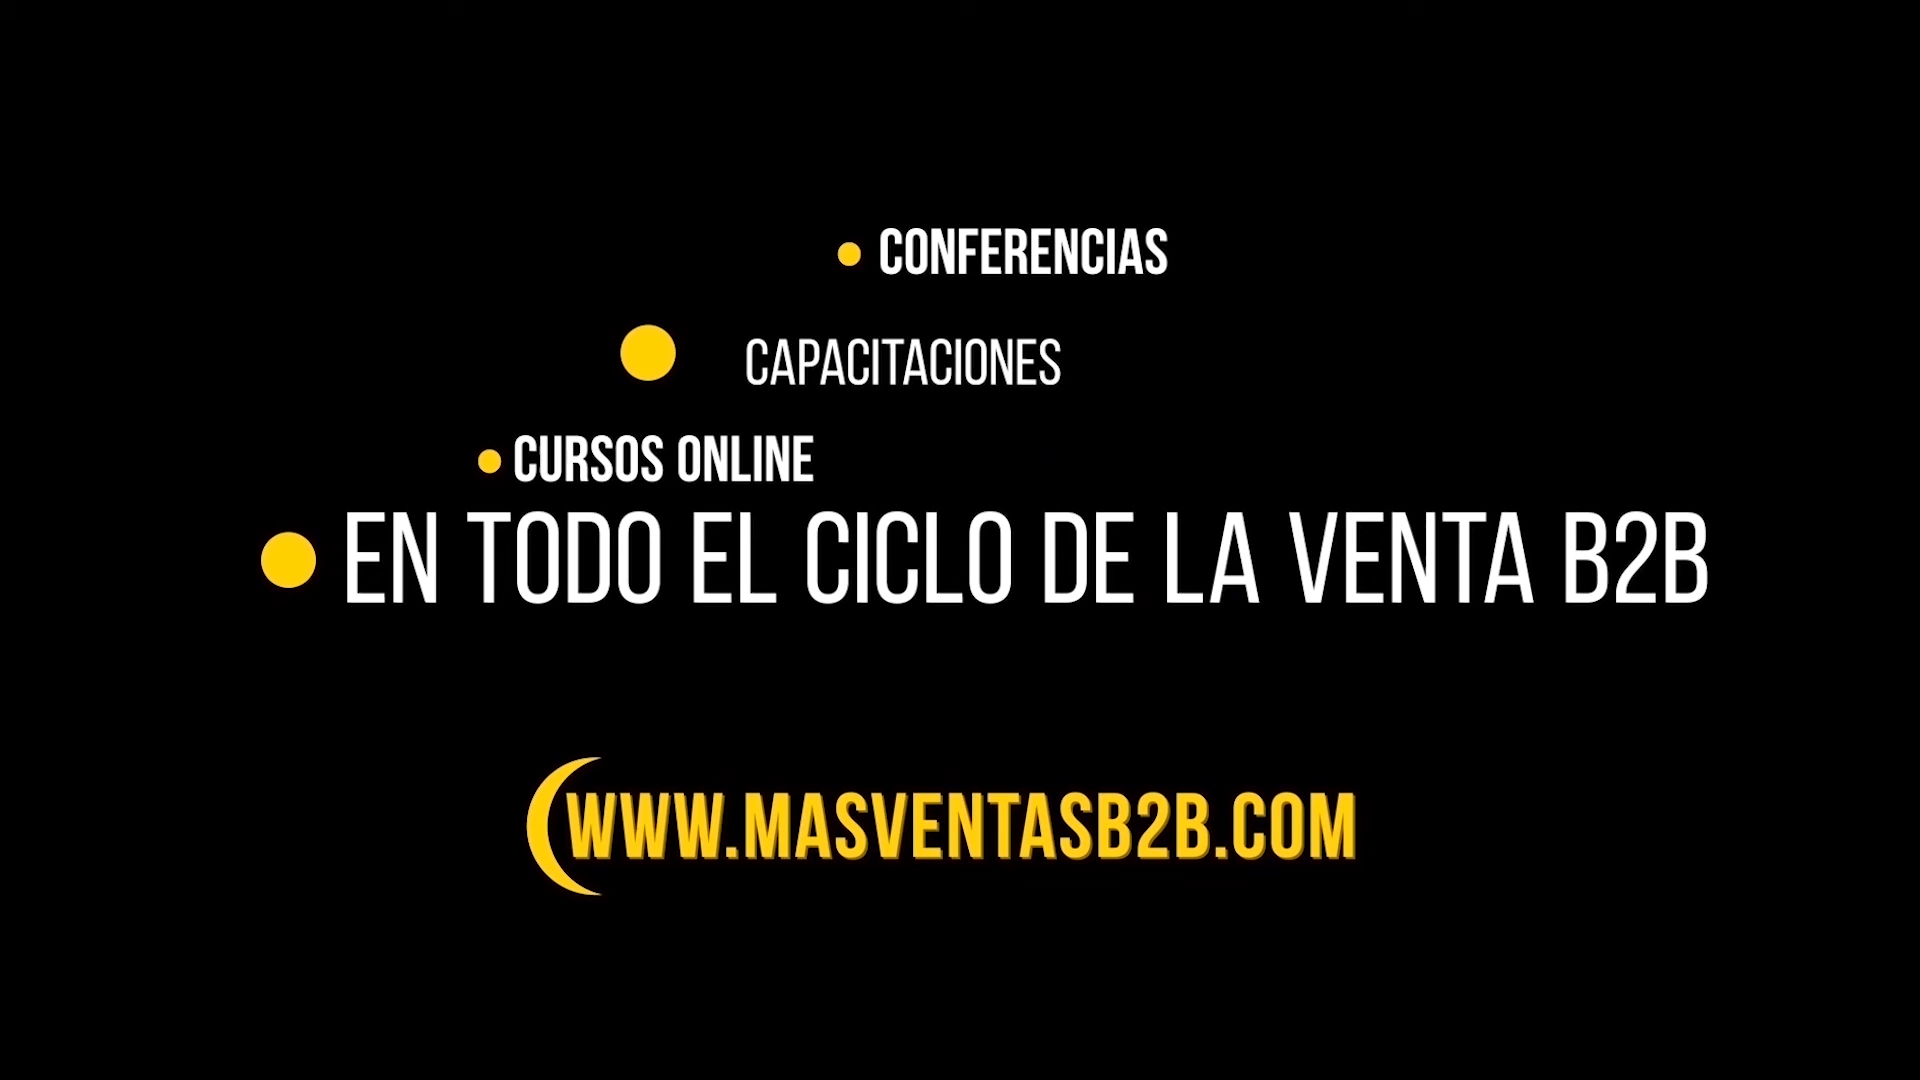 CONFERENCIAS
CAPACITACIONES
CURSOS ONLINE
EN TODO EL CICLO DE LA VENTA B2B
WWW.MASVENTASB2B.COM